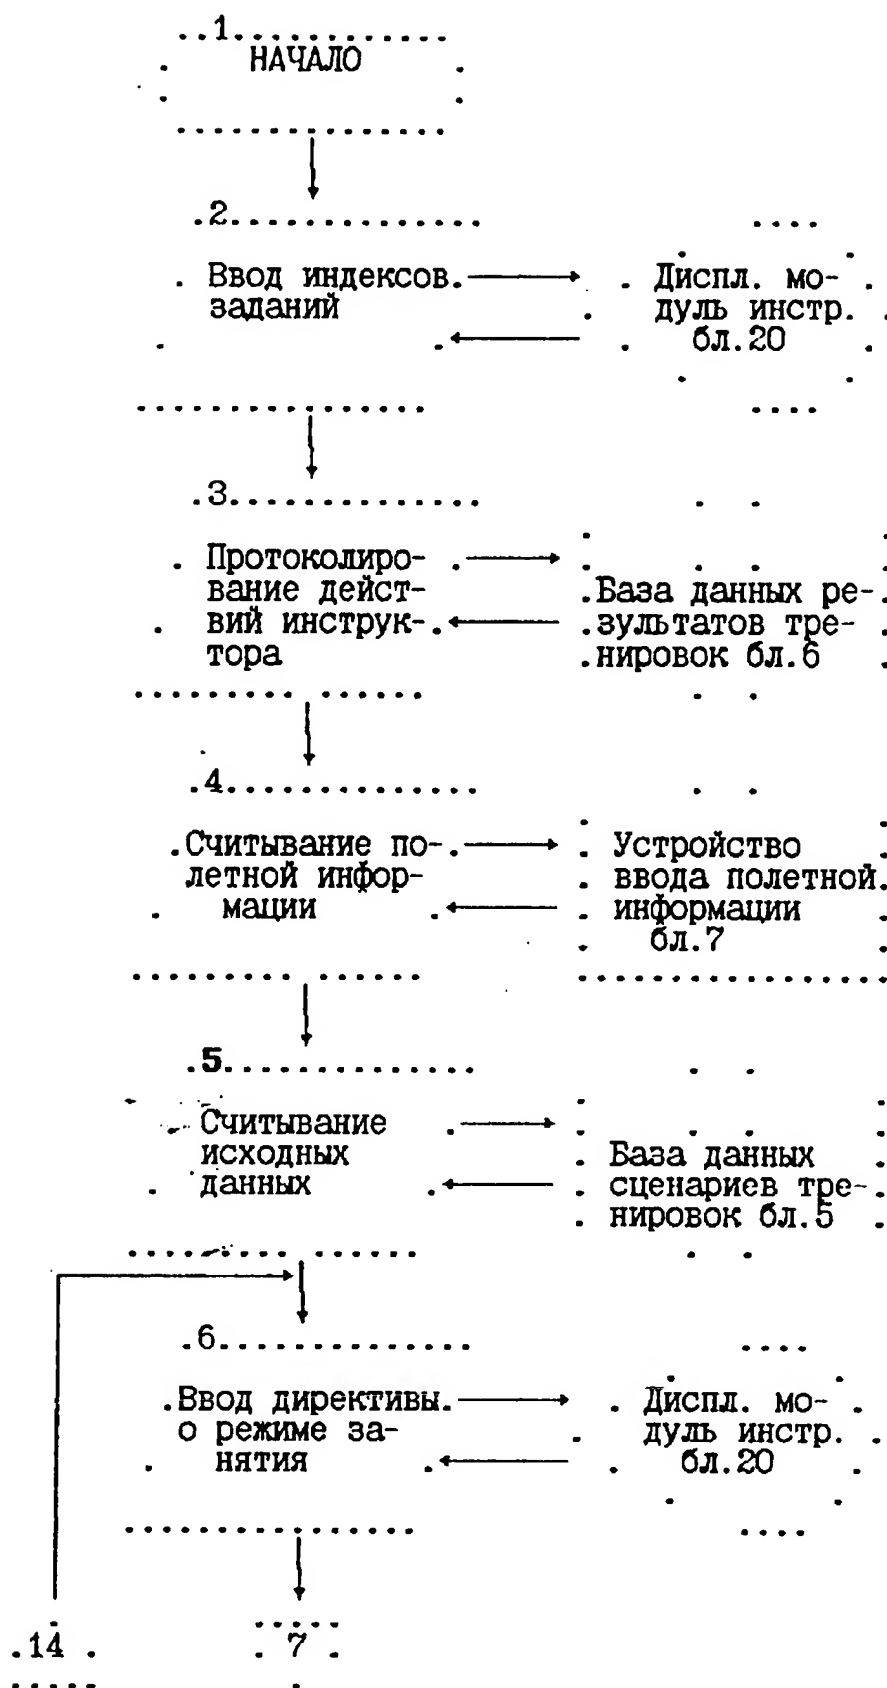 1
НАЧАЛО
2
Ввод индексов
заданий
Диспл. мо-
дуль инстр.
бл.20
3
Протоколиро-
вание дейст-
вий инструк-
тора
База данных ре-
зультатов тре-
нировок бл.6
4
Считывание по-
летной инфор-
мации
Устройство
ввода полетной
информации
бл.7
5
Считывание
исходных
данных
База данных
сценариев тре-
нировок бл.5
6
Ввод директивы
о режиме за-
нятия
Диспл. мо-
дуль инстр.
бл.20
14
7